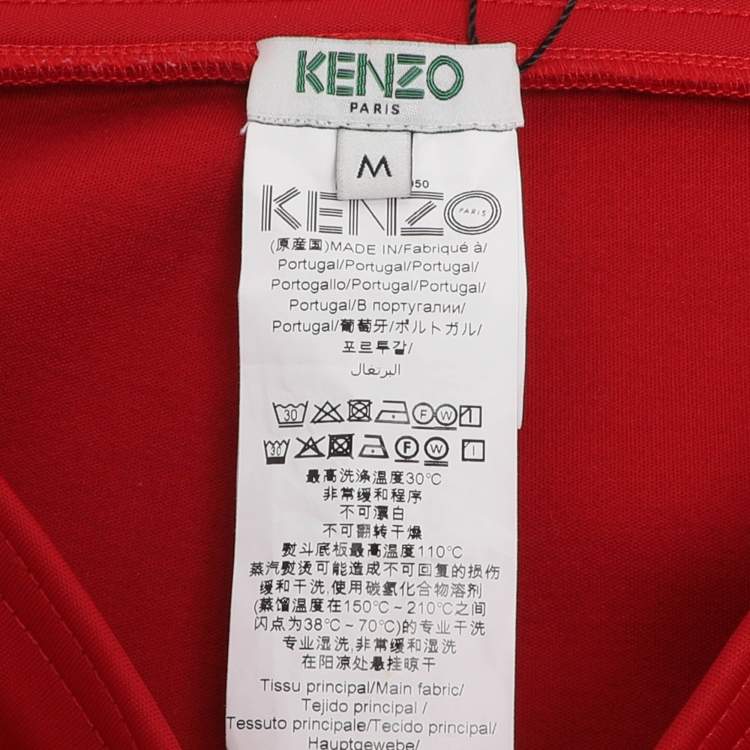 KENZO
PARIS
M
050
KENZO PARIS
(原産国)MADE IN/Fabriqué à/
Portugal/Portugal/Portugal/
Portogallo/Portugal/Portugal/
Portugal/В португалии/
Portugal/葡萄牙/ポルトガル/
포르투갈/
البرتغال
30 F W
30 F W
最高洗涤温度30℃
非常缓和程序
不可漂白
不可翻转干燥
熨斗底板最高温度110℃
蒸汽熨烫可能造成不可回复的损伤
缓和干洗,使用碳氢化合物溶剂
(蒸馏温度在150℃~210℃之间
闪点为38℃~70℃)的专业干洗
专业湿洗,非常缓和湿洗
在阳凉处悬挂晾干
Tissu principal/Main fabric/
Tejido principal/
Tessuto principale/Tecido principal/
Hauptgewebe/